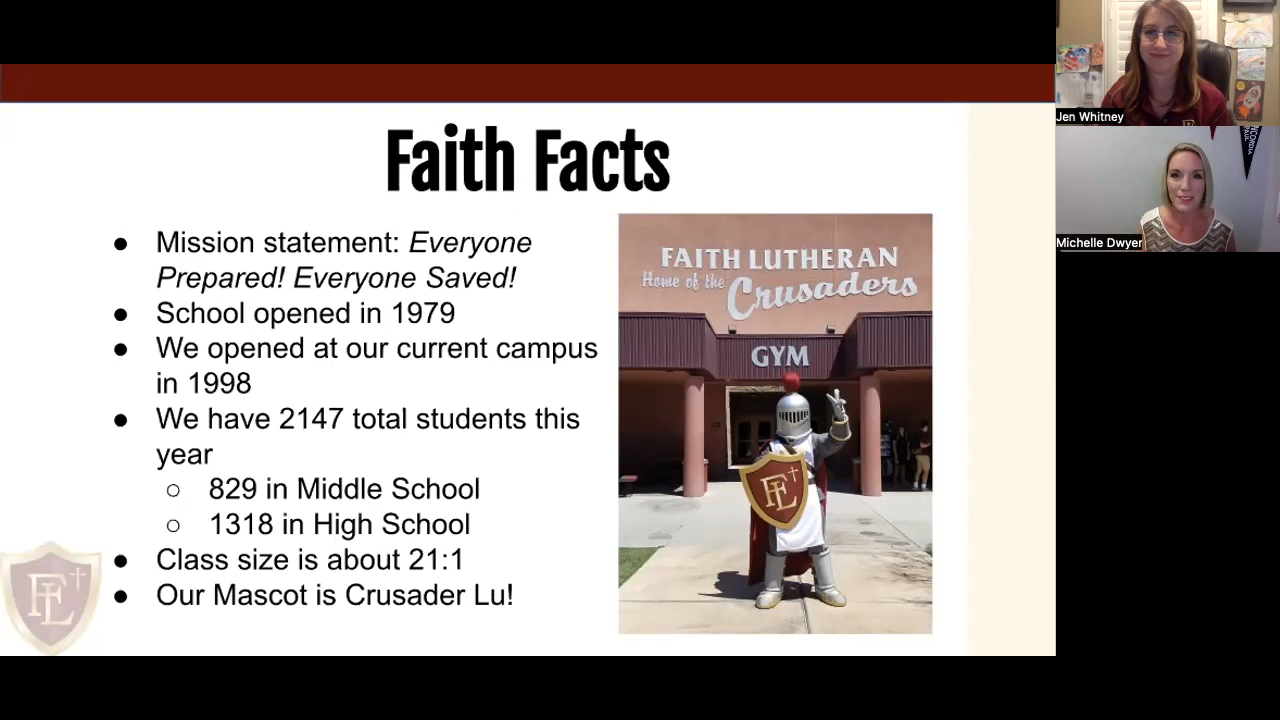 Faith Facts
● Mission statement: Everyone
Prepared! Everyone Saved!
● School opened in 1979
● We opened at our current campus
in 1998
● We have 2147 total students this
year
○ 829 in Middle School
○ 1318 in High School
● Class size is about 21:1
● Our Mascot is Crusader Lu!
FAITH LUTHERAN
Home of the Crusaders
GYM
FL
FL
Jen Whitney
Michelle Dwyer